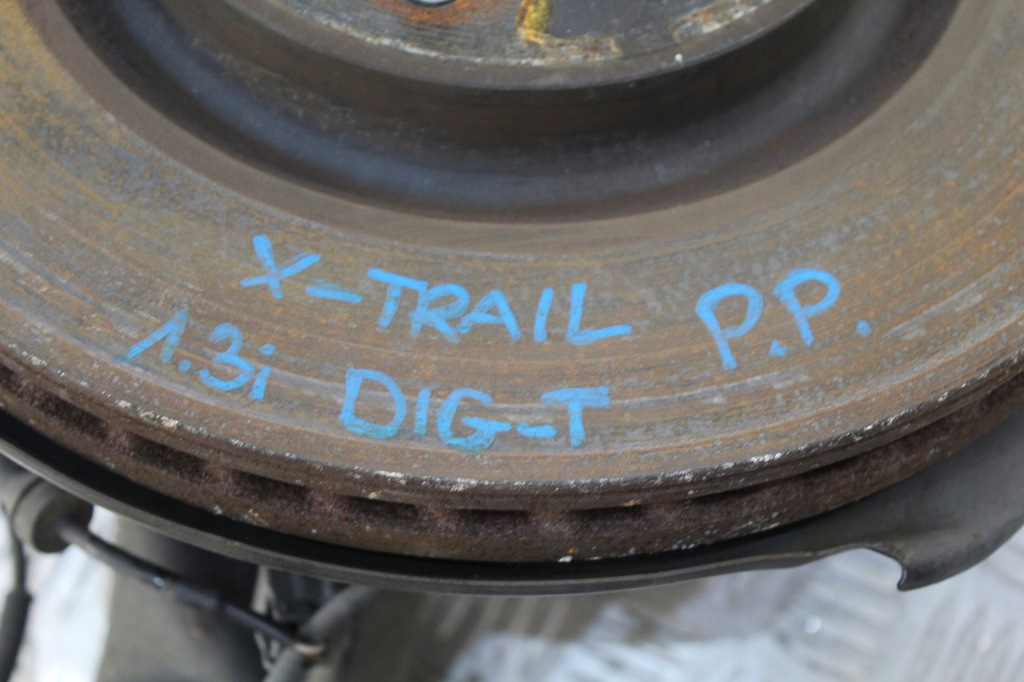 X-TRAIL P.P.
1.3i DIG-T